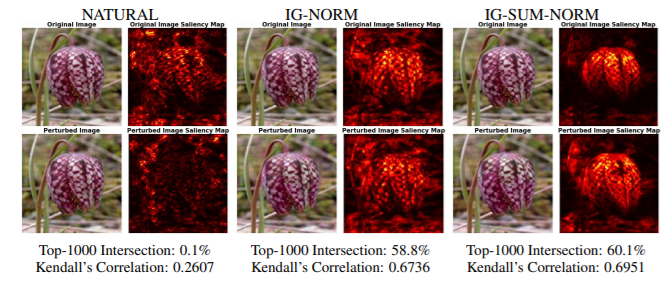 NATURAL IG-NORM IG-SUM-NORM
Original Image Original Image Saliency Map Original Image Original Image Saliency Map Original Image Original Image Saliency Map
Perturbed Image Perturbed Image Saliency Map Perturbed Image Perturbed Image Saliency Map Perturbed Image Perturbed Image Saliency Map
Top-1000 Intersection: 0.1% Top-1000 Intersection: 58.8% Top-1000 Intersection: 60.1%
Kendall's Correlation: 0.2607 Kendall's Correlation: 0.6736 Kendall's Correlation: 0.6951